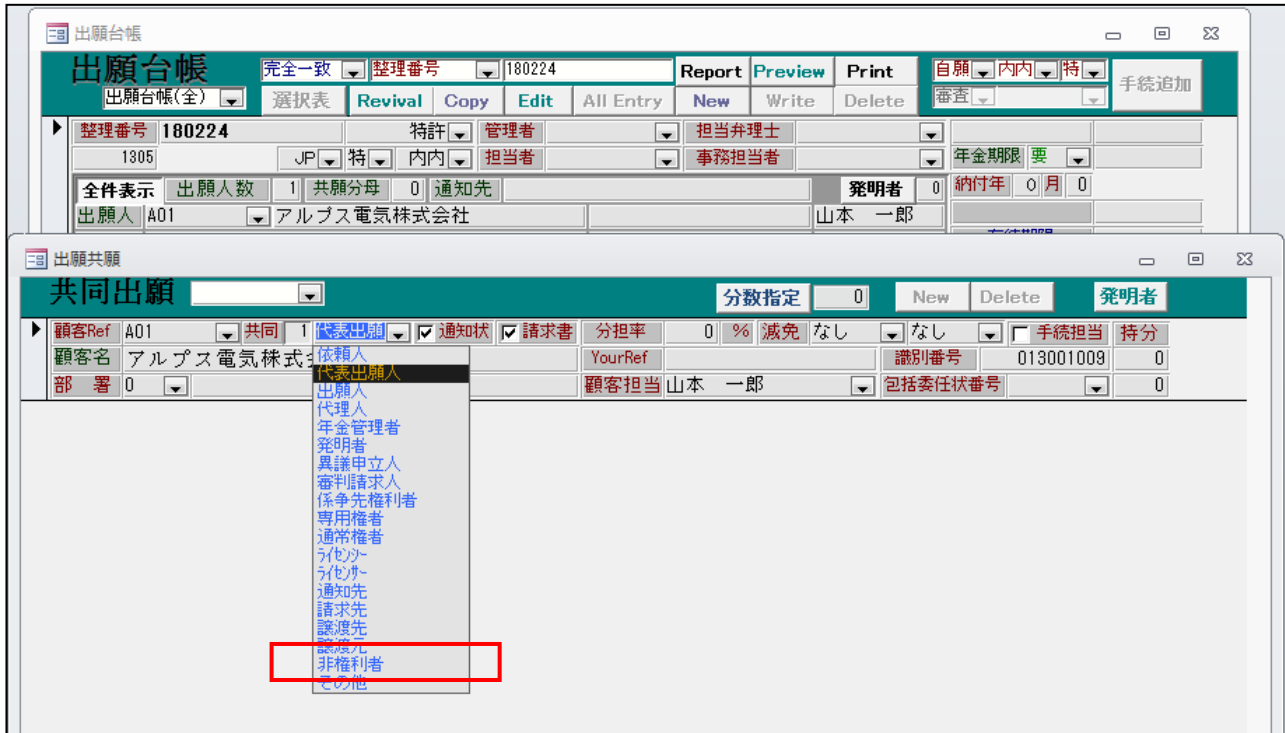 出願台帳
出願台帳 完全一致 整理番号 180224 Report Preview Print 自願 内内 特 手続追加
出願台帳(全) 選択表 Revival Copy Edit All Entry New Write Delete 審査
整理番号 180224 特許 管理者 担当弁理士
1305 JP 特 内内 担当者 事務担当者 年金期限 要
全件表示 出願人数 1 共願分母 0 通知先 発明者 0 納付年 0 月 0
出願人 A01 アルプス電気株式会社 山本 一郎
出願共願
共同出願 分数指定 0 New Delete 発明者
顧客Ref A01 共同 1 代表出願 通知状 請求書 分担率 0 % 減免 なし なし 手続担当 持分
顧客名 アルプス電気株式 YourRef 識別番号 013001009 0
部 署 0 顧客担当 山本 一郎 包括委任状番号 0
依頼人
代表出願人
出願人
代理人
年金管理者
発明者
異議申立人
審判請求人
係争先権利者
専用権者
通常権者
ﾗｲｾﾝｼｰ
ﾗｲｾﾝｻｰ
通知先
請求先
譲渡先
譲渡元
非権利者
その他